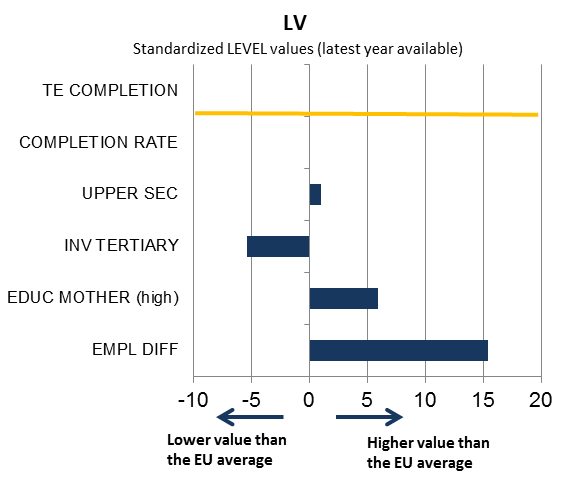 LV
Standardized LEVEL values (latest year available)
TE COMPLETION
COMPLETION RATE
UPPER SEC
INV TERTIARY
EDUC MOTHER (high)
EMPL DIFF
-10 -5 0 5 10 15 20
Lower value than
the EU average
Higher value than
the EU average